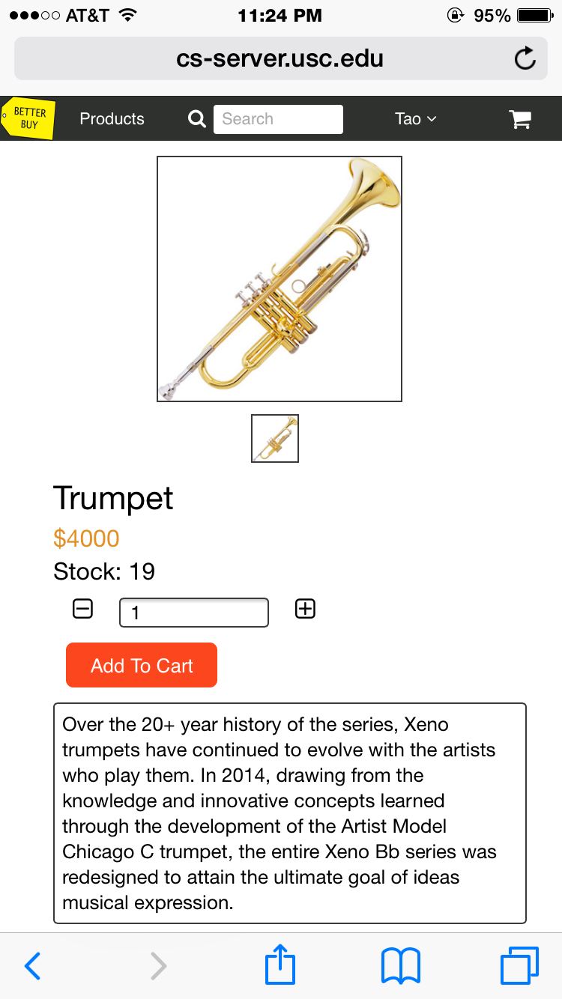 AT&T 11:24 PM 95%
cs-server.usc.edu
BETTER
BUY
Products Search Tao
Trumpet
$4000
Stock: 19
1
Add To Cart
Over the 20+ year history of the series, Xeno
trumpets have continued to evolve with the artists
who play them. In 2014, drawing from the
knowledge and innovative concepts learned
through the development of the Artist Model
Chicago C trumpet, the entire Xeno Bb series was
redesigned to attain the ultimate goal of ideas
musical expression.